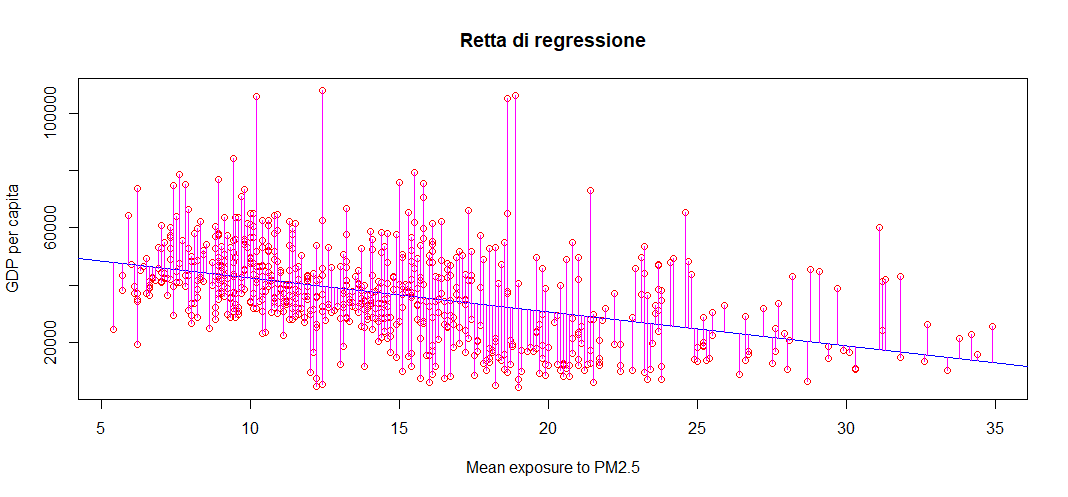 Retta di regressione
GDP per capita
100000
60000
20000
5 10 15 20 25 30 35
Mean exposure to PM2.5